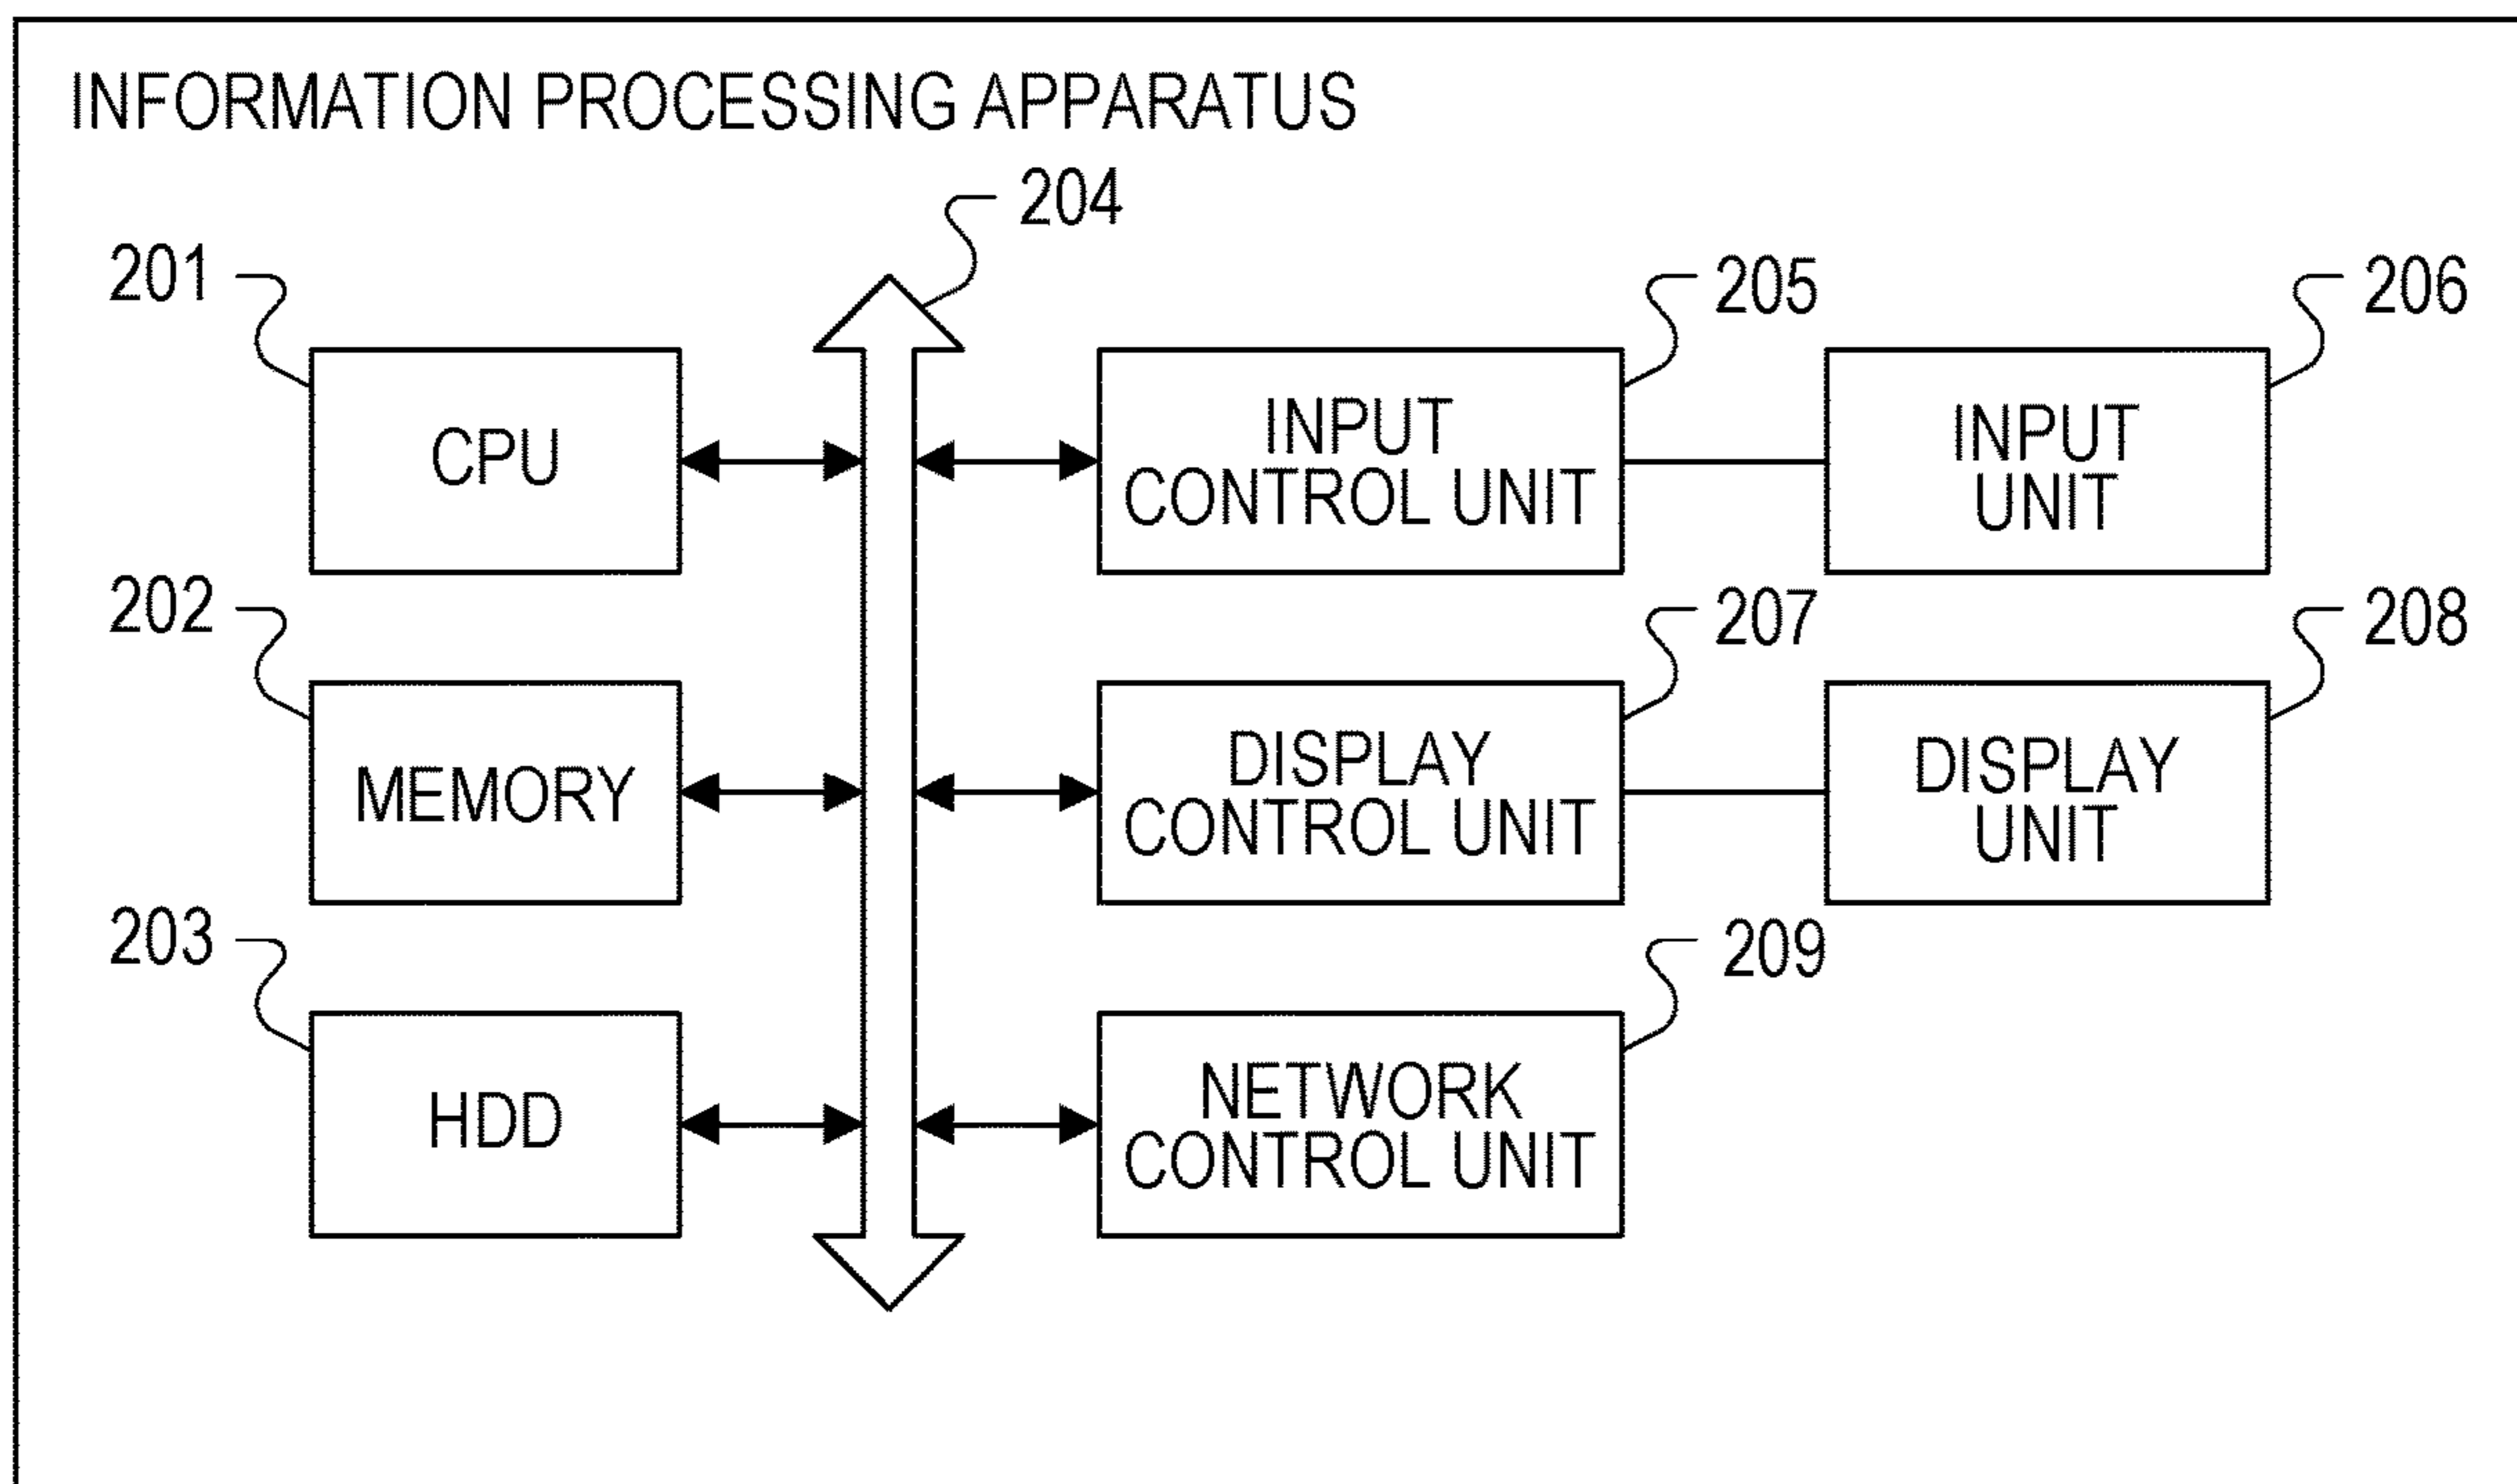 INFORMATION PROCESSING APPARATUS
204
201
205
206
CPU
INPUT
CONTROL UNIT
INPUT
UNIT
202
207
208
MEMORY
DISPLAY
CONTROL UNIT
DISPLAY
UNIT
203
209
HDD
NETWORK
CONTROL UNIT